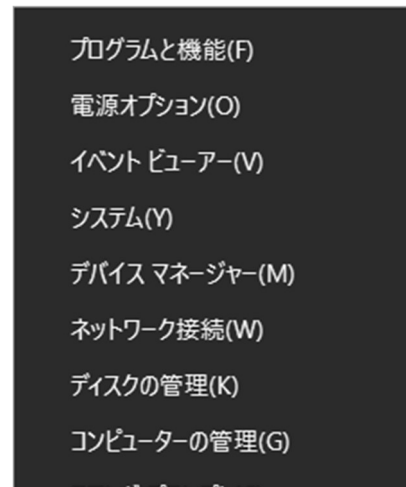 プログラムと機能(F)
電源オプション(O)
イベント ビューアー(V)
システム(Y)
デバイス マネージャー(M)
ネットワーク接続(W)
ディスクの管理(K)
コンピューターの管理(G)